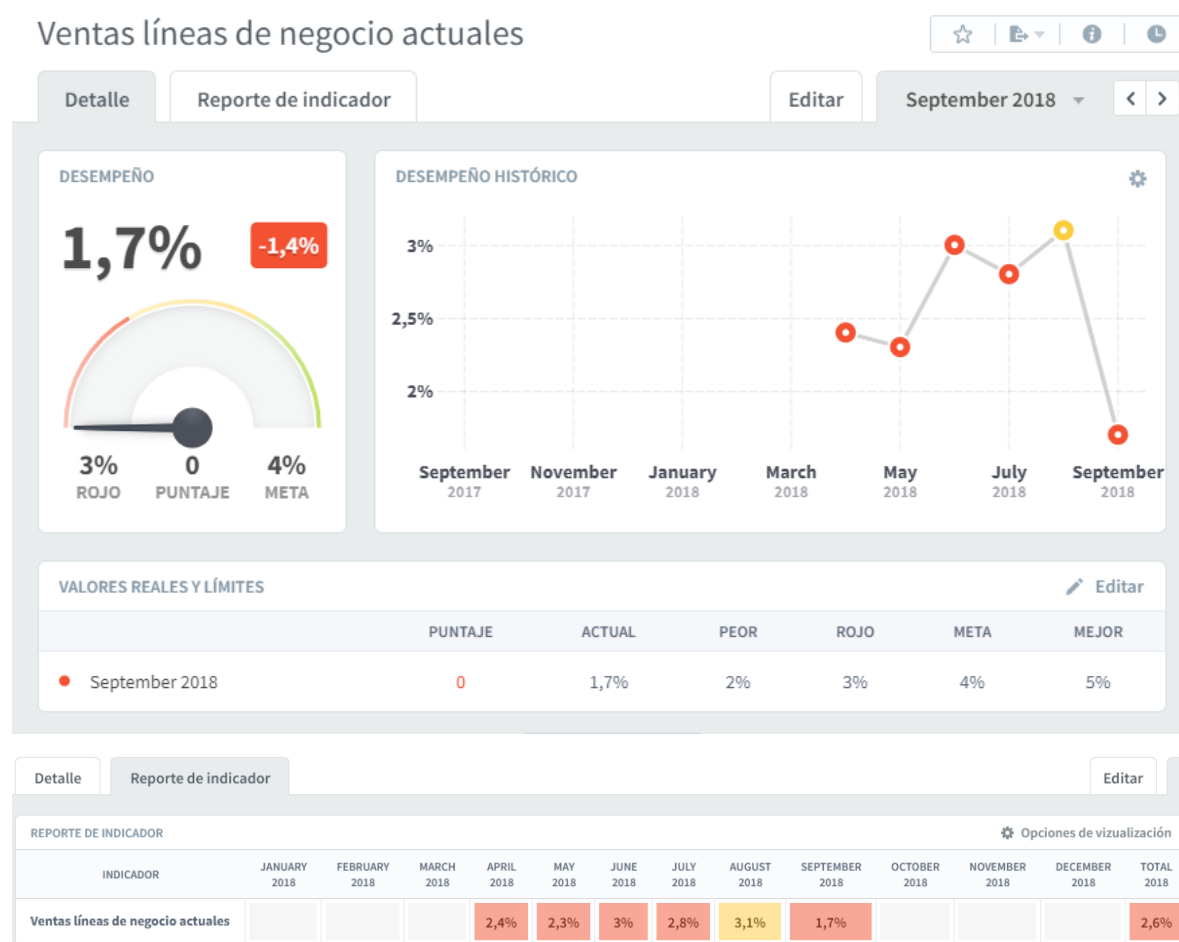 Ventas líneas de negocio actuales
Detalle
Reporte de indicador
Editar
September 2018
DESEMPEÑO
1,7%
-1,4%
3%
ROJO
0
PUNTAJE
4%
META
DESEMPEÑO HISTÓRICO
3%
2,5%
2%
September
2017
November
2017
January
2018
March
2018
May
2018
July
2018
September
2018
VALORES REALES Y LÍMITES
Editar
PUNTAJE ACTUAL PEOR ROJO META MEJOR
September 2018 0 1,7% 2% 3% 4% 5%
Detalle
Reporte de indicador
Editar
REPORTE DE INDICADOR
Opciones de vizualización
INDICADOR
JANUARY
2018
FEBRUARY
2018
MARCH
2018
APRIL
2018
MAY
2018
JUNE
2018
JULY
2018
AUGUST
2018
SEPTEMBER
2018
OCTOBER
2018
NOVEMBER
2018
DECEMBER
2018
TOTAL
2018
Ventas líneas de negocio actuales 2,4% 2,3% 3% 2,8% 3,1% 1,7% 2,6%